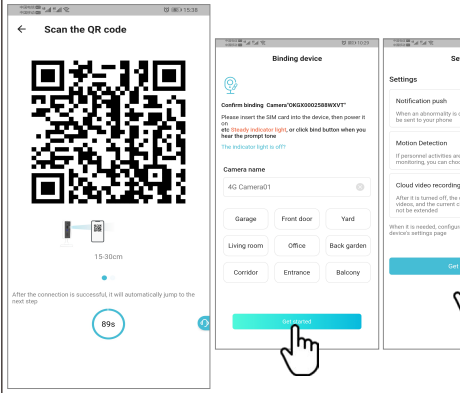 15:38
← Scan the QR code
15-30cm
After the connection is successful, it will automatically jump to the
next step
89s
10:29
Binding device
Confirm binding Camera"OKGX0002588WXVT"
Please insert the SIM card into the device, then power it
on
etc Steady indicator light, or click bind button when you
hear the prompt tone
The indicator light is off?
Camera name
4G Camera01
Garage
Front door
Yard
Living room
Office
Back garden
Corridor
Entrance
Balcony
Get started
Se
Settings
Notification push
When an abnormality is d
be sent to your phone
Motion Detection
If personnel activities are
monitoring, you can choo
Cloud video recording
After it is turned off, the
videos, and the current c
not be extended
When it is needed, configur
device's settings page
Get